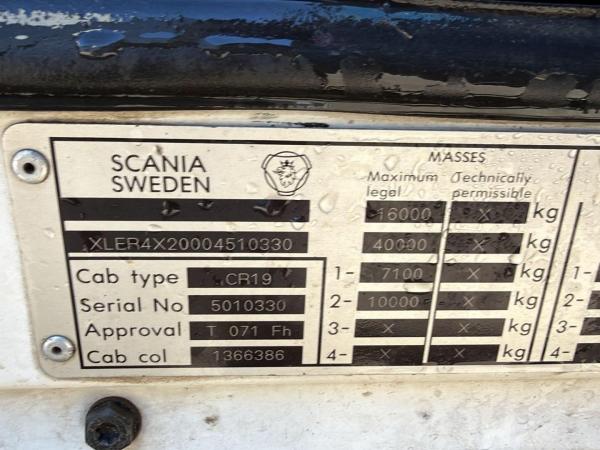 SCANIA
SWEDEN
MASSES
Maximum legal
Technically permissible
16000 X kg
XLER4X20004510330 40000 X kg
Cab type CR19 1- 7100 X kg 1-
Serial No 5010330 2- 10000 X kg 2-
Approval T 071 Fh 3- X X kg 3-
Cab col 1366386 4- X X kg 4-